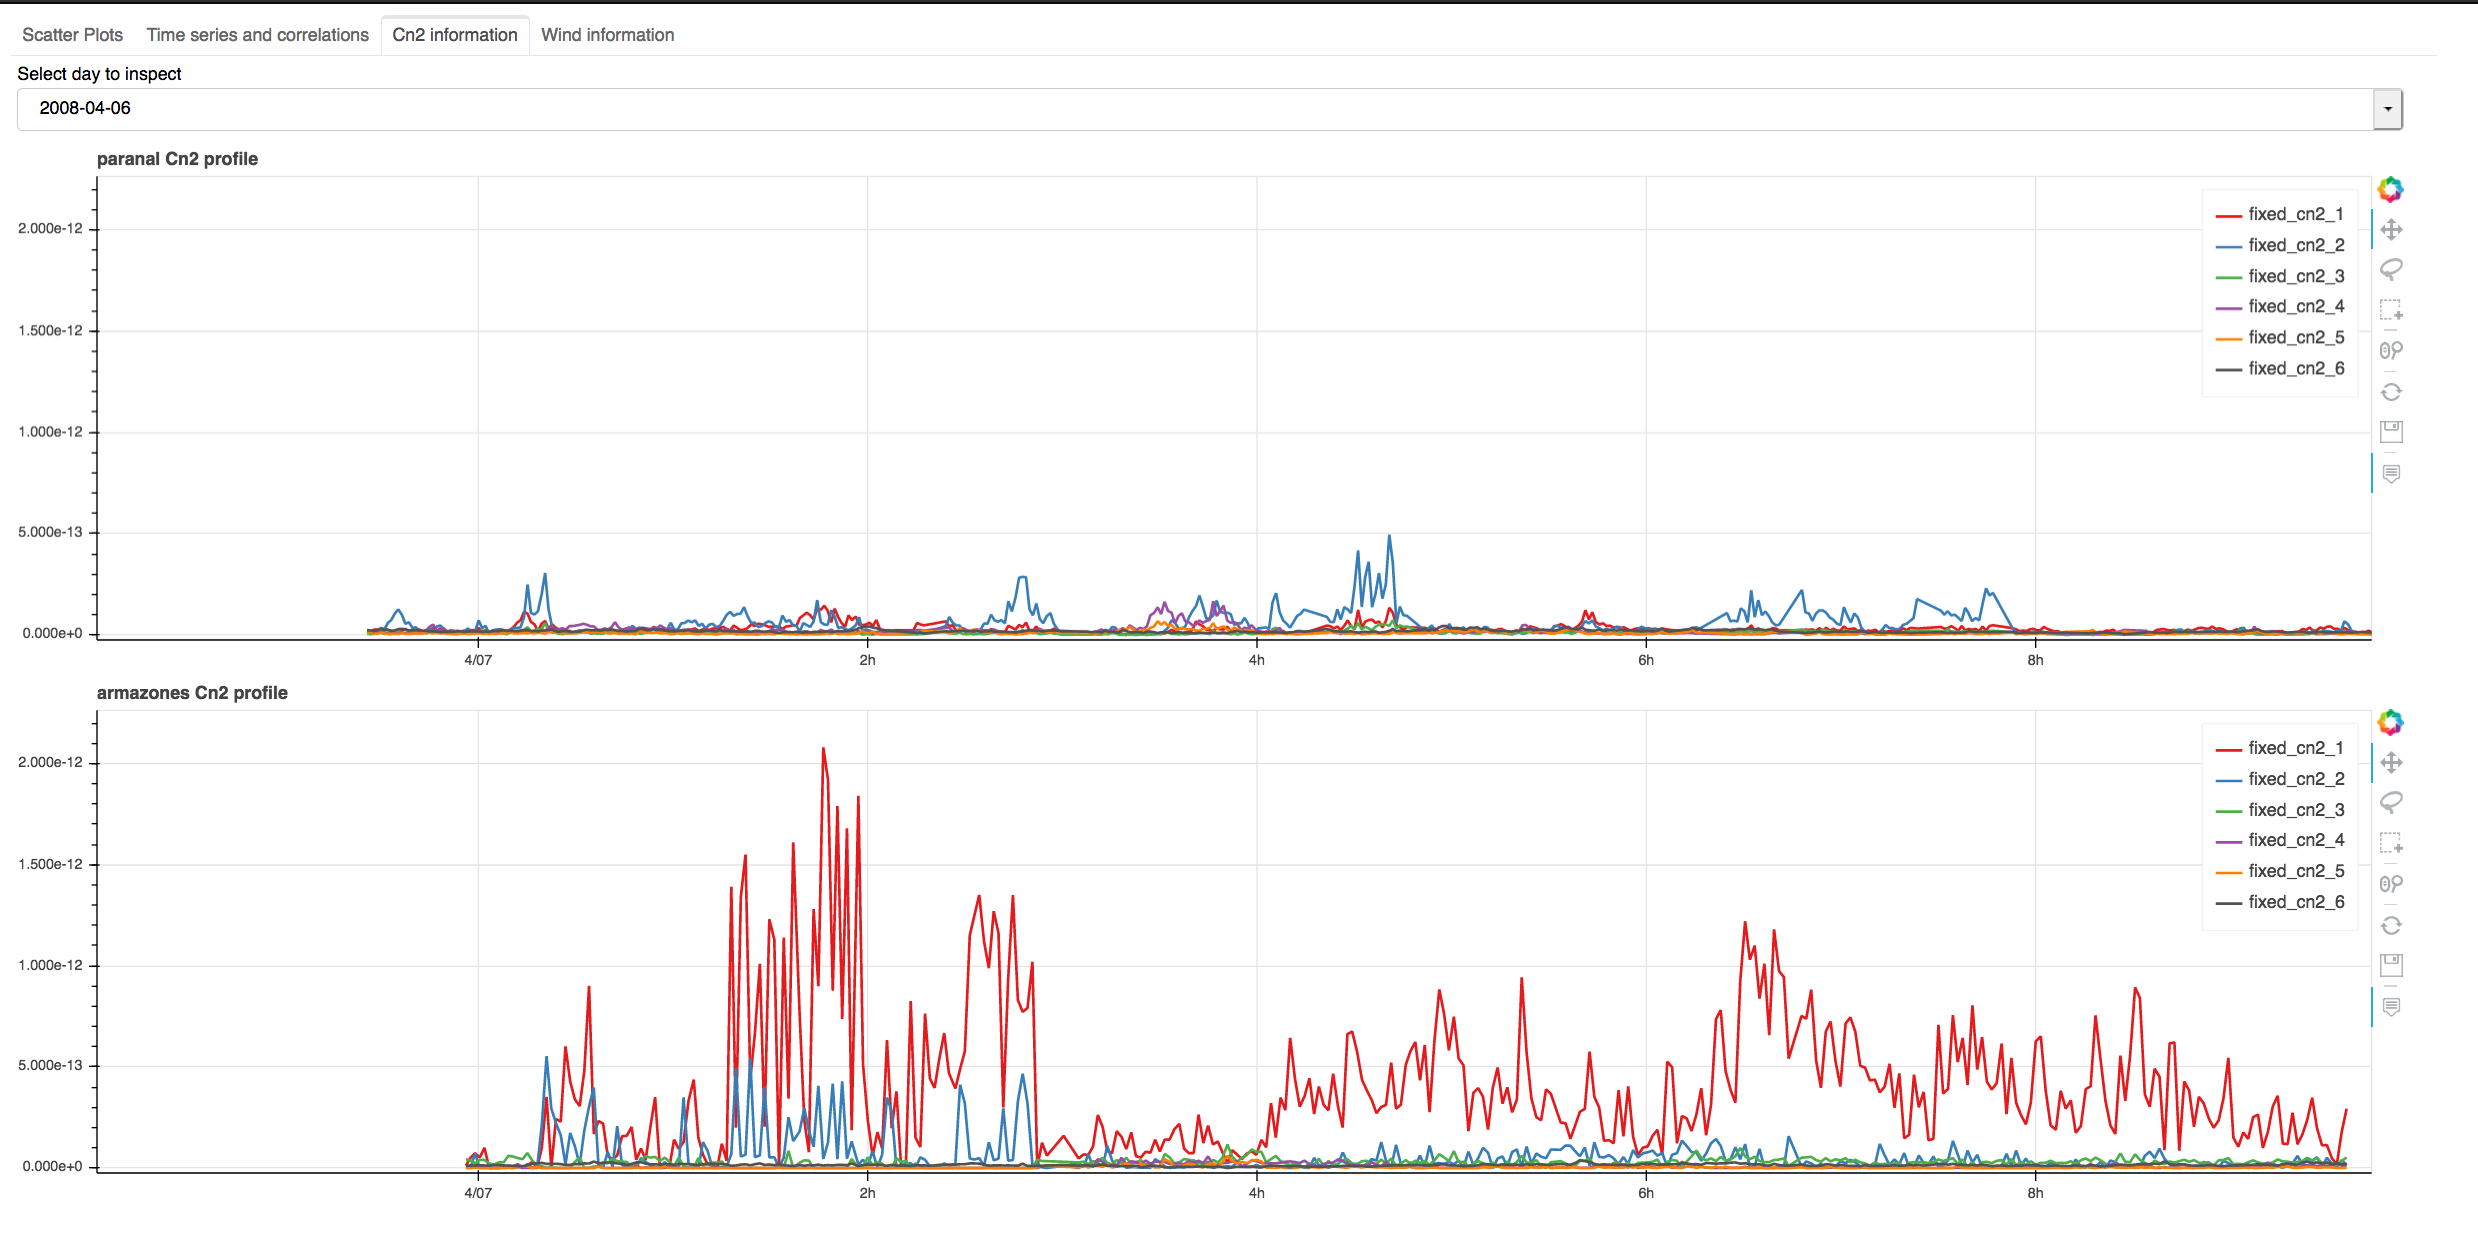 Scatter Plots Time series and correlations Cn2 information Wind information
Select day to inspect
2008-04-06
paranal Cn2 profile
2.000e-12
1.500e-12
1.000e-12
5.000e-13
0.000e+0
4/07 2h 4h 6h 8h
fixed_cn2_1
fixed_cn2_2
fixed_cn2_3
fixed_cn2_4
fixed_cn2_5
fixed_cn2_6
armazones Cn2 profile
2.000e-12
1.500e-12
1.000e-12
5.000e-13
0.000e+0
4/07 2h 4h 6h 8h
fixed_cn2_1
fixed_cn2_2
fixed_cn2_3
fixed_cn2_4
fixed_cn2_5
fixed_cn2_6